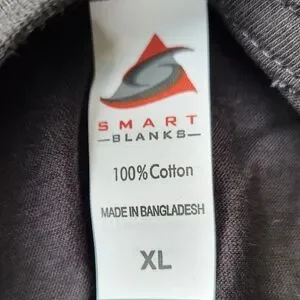 SMART
BLANKS
100% Cotton
MADE IN BANGLADESH
XL